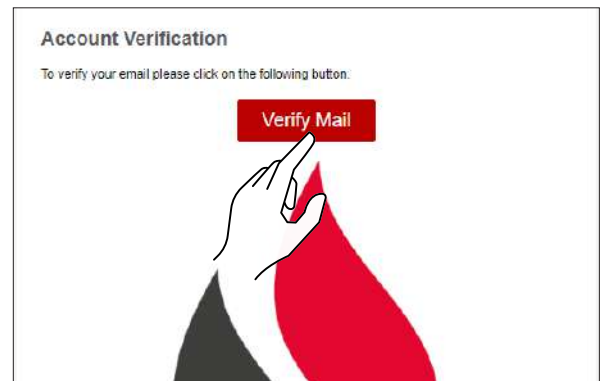 Account Verification
To verify your email please click on the following button.
Verify Mail